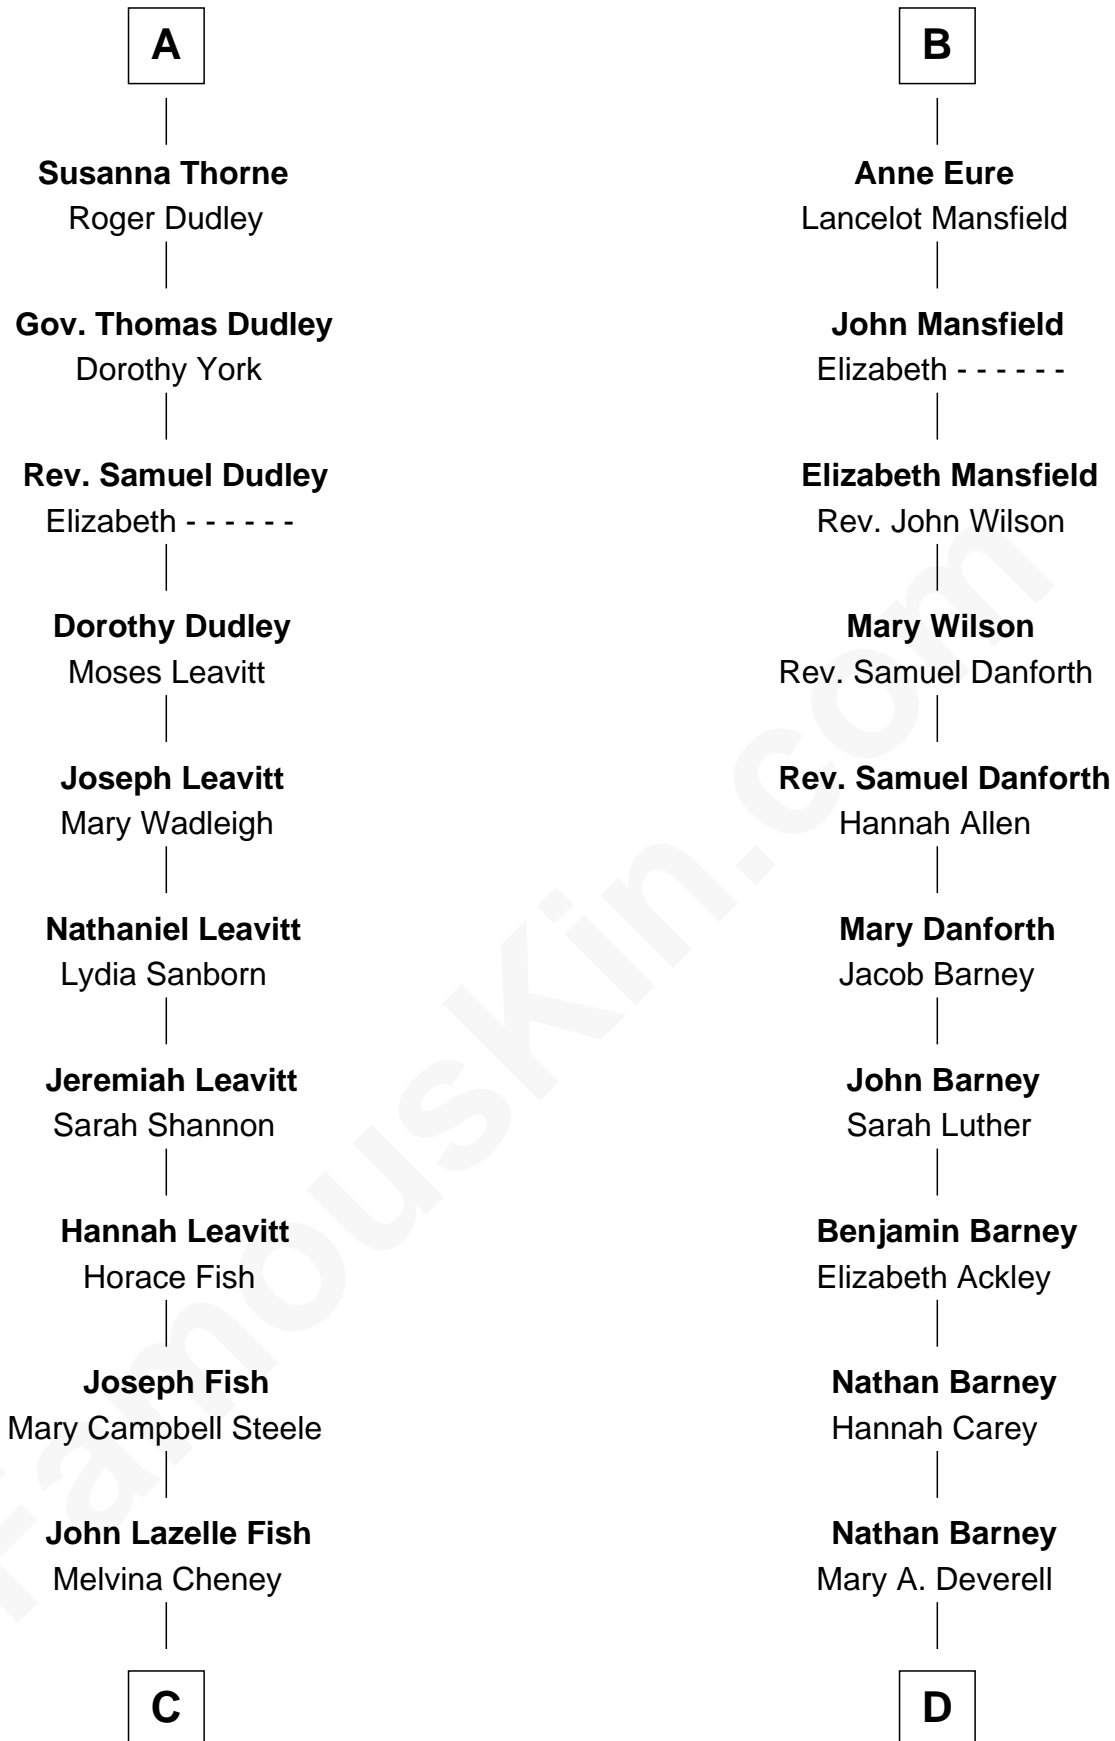 A
Susanna Thorne
Roger Dudley
Gov. Thomas Dudley
Dorothy York
Rev. Samuel Dudley
Elizabeth - - - - - -
Dorothy Dudley
Moses Leavitt
Joseph Leavitt
Mary Wadleigh
Nathaniel Leavitt
Lydia Sanborn
Jeremiah Leavitt
Sarah Shannon
Hannah Leavitt
Horace Fish
Joseph Fish
Mary Campbell Steele
John Lazelle Fish
Melvina Cheney
C
B
Anne Eure
Lancelot Mansfield
John Mansfield
Elizabeth - - - - - -
Elizabeth Mansfield
Rev. John Wilson
Mary Wilson
Rev. Samuel Danforth
Rev. Samuel Danforth
Hannah Allen
Mary Danforth
Jacob Barney
John Barney
Sarah Luther
Benjamin Barney
Elizabeth Ackley
Nathan Barney
Hannah Carey
Nathan Barney
Mary A. Deverell
D
FamousKin.com